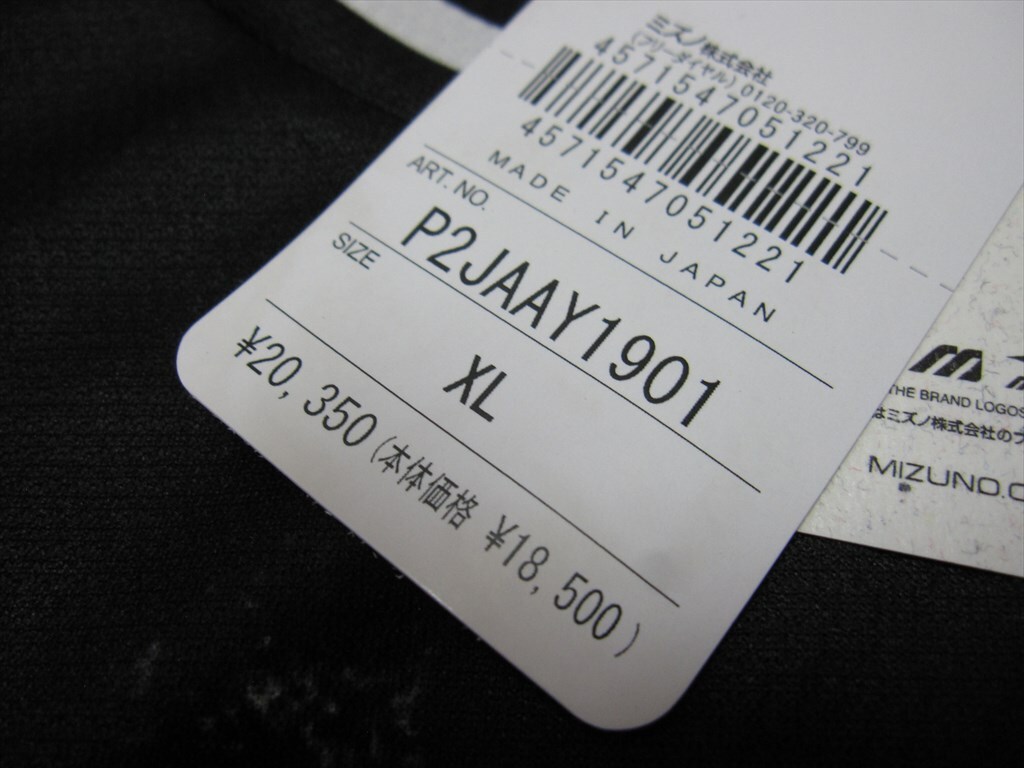 ミズノ株式会社
(フリーダイヤル) 0120-320-799
4571547051221
4571547051221
MADE IN JAPAN
ART. NO.
P2JAAY1901
SIZE
XL
¥20,350(本体価格 ¥18,500)
THE BRAND LOGOS
はミズノ株式会社のブ
MIZUNO.C